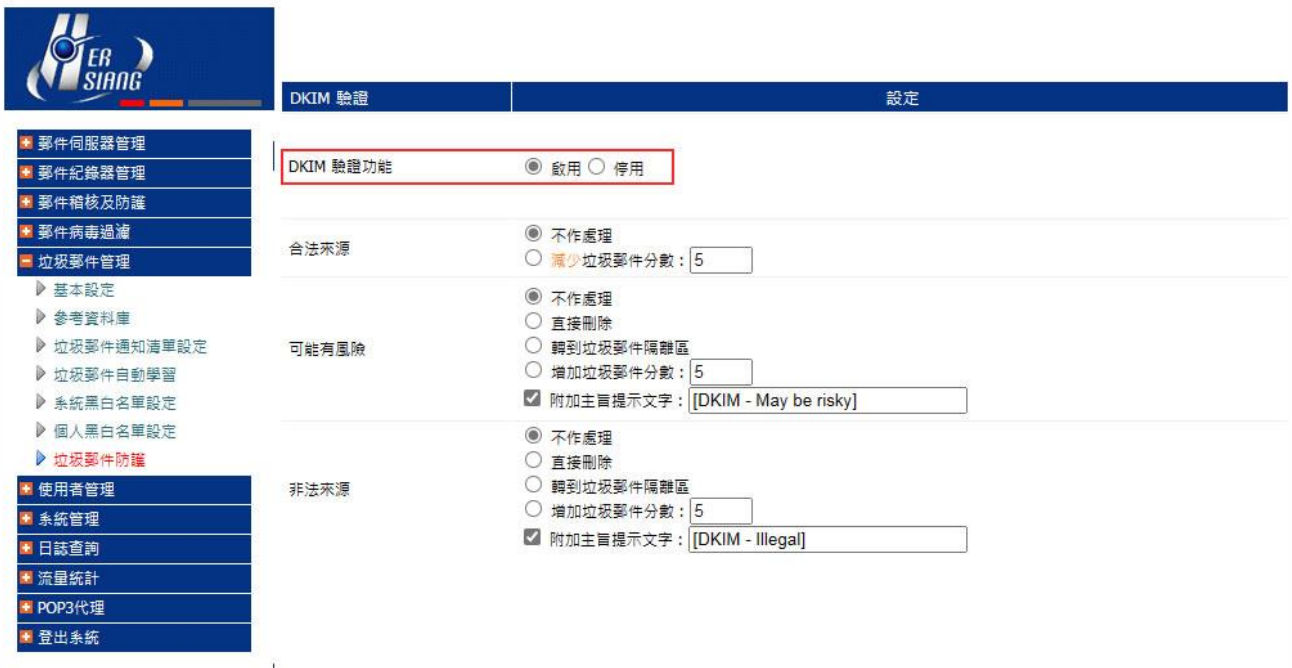 HER
SIANG
DKIM 驗證 設定
郵件伺服器管理
郵件紀錄器管理
郵件稽核及防護
郵件病毒過濾
垃圾郵件管理
基本設定
參考資料庫
垃圾郵件通知清單設定
垃圾郵件自動學習
系統黑白名單設定
個人黑白名單設定
垃圾郵件防護
使用者管理
系統管理
日誌查詢
流量統計
POP3代理
登出系統
DKIM 驗證功能 啟用 停用
合法來源
不作處理
減少垃圾郵件分數：5
可能有風險
不作處理
直接刪除
轉到垃圾郵件隔離區
增加垃圾郵件分數：5
附加主旨提示文字：[DKIM - May be risky]
非法來源
不作處理
直接刪除
轉到垃圾郵件隔離區
增加垃圾郵件分數：5
附加主旨提示文字：[DKIM - Illegal]